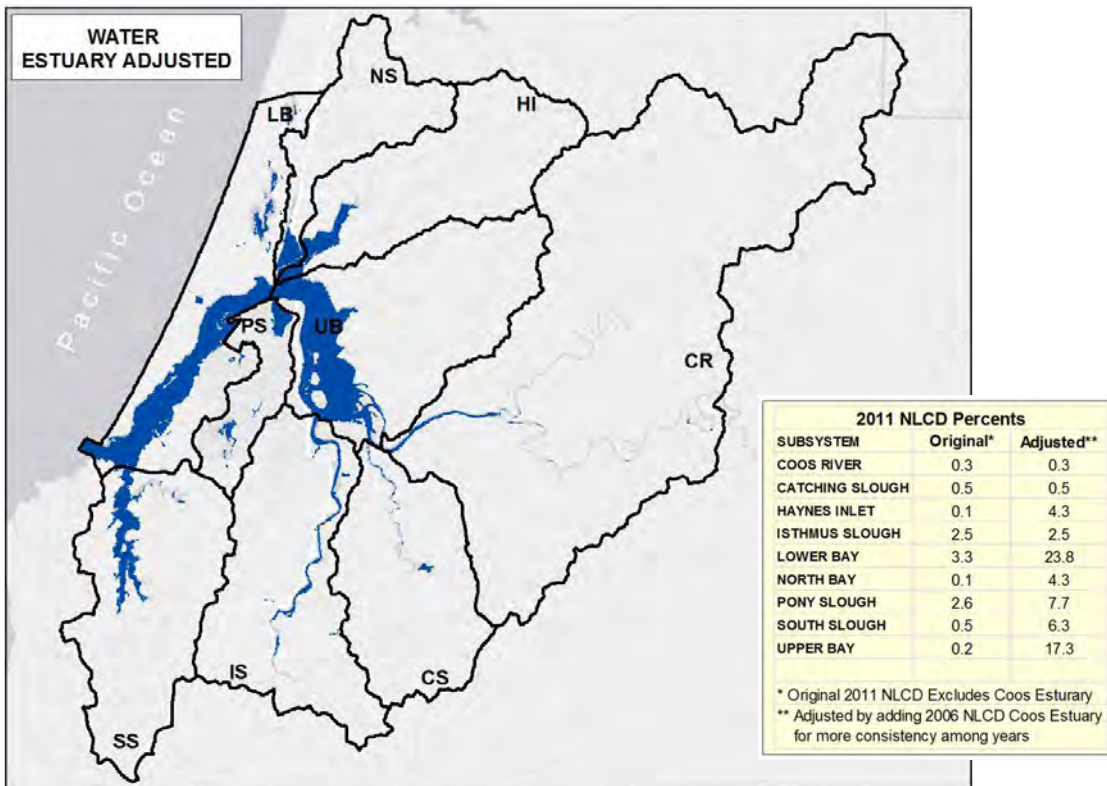 WATER
ESTUARY ADJUSTED
Pacific Ocean
NS
HI
LB
PS
UB
CR
IS
CS
SS
2011 NLCD Percents
SUBSYSTEM Original* Adjusted**
COOS RIVER 0.3 0.3
CATCHING SLOUGH 0.5 0.5
HAYNES INLET 0.1 4.3
ISTHMUS SLOUGH 2.5 2.5
LOWER BAY 3.3 23.8
NORTH BAY 0.1 4.3
PONY SLOUGH 2.6 7.7
SOUTH SLOUGH 0.5 6.3
UPPER BAY 0.2 17.3
* Original 2011 NLCD Excludes Coos Esturary
** Adjusted by adding 2006 NLCD Coos Estuary
for more consistency among years